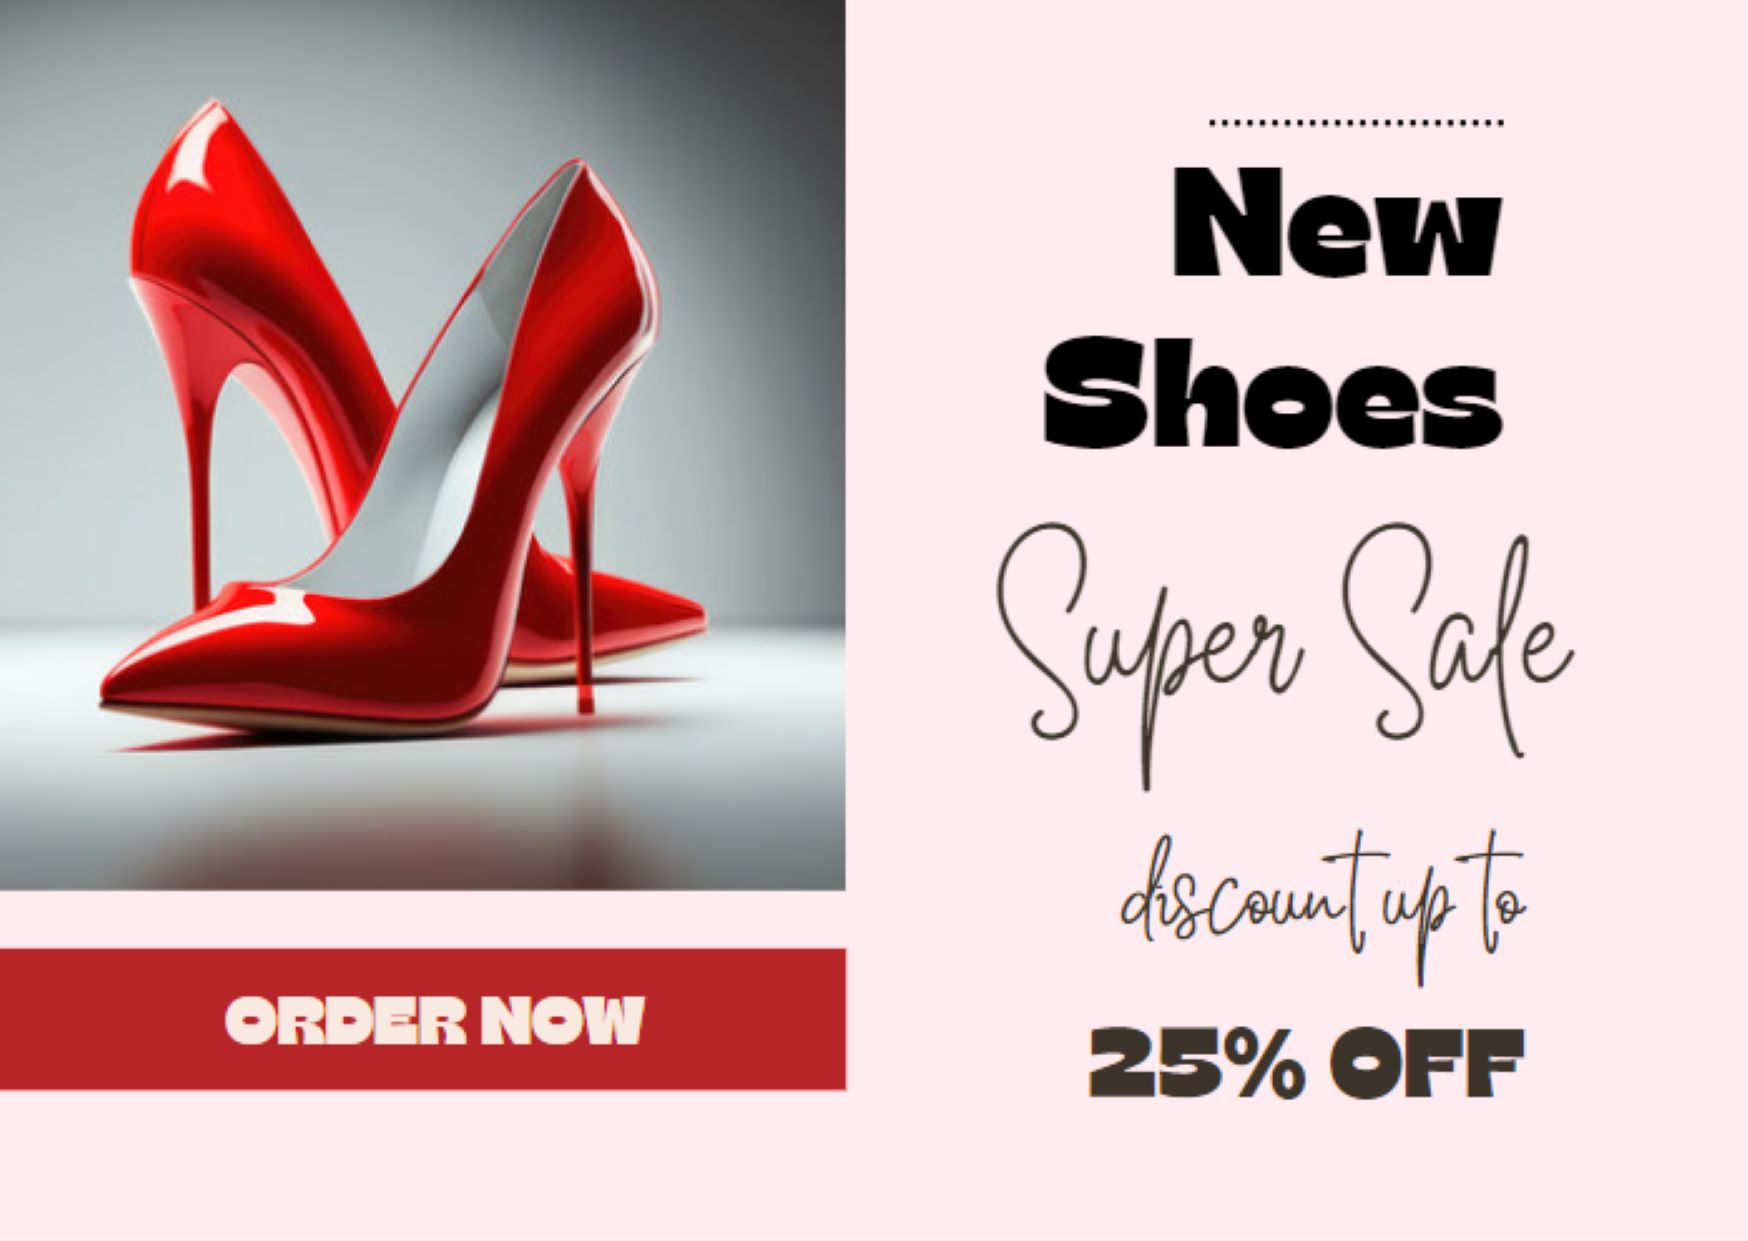 New
Shoes
Super Sale
discount up to
25% OFF
ORDER NOW